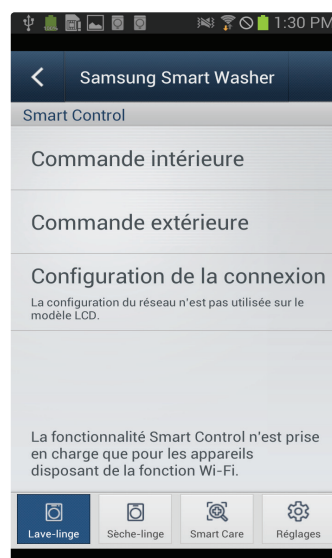 1:30 PM
Samsung Smart Washer
Smart Control
Commande intérieure
Commande extérieure
Configuration de la connexion
La configuration du réseau n'est pas utilisée sur le
modèle LCD.
La fonctionnalité Smart Control n'est prise
en charge que pour les appareils
disposant de la fonction Wi-Fi.
Lave-linge Sèche-linge Smart Care Réglages